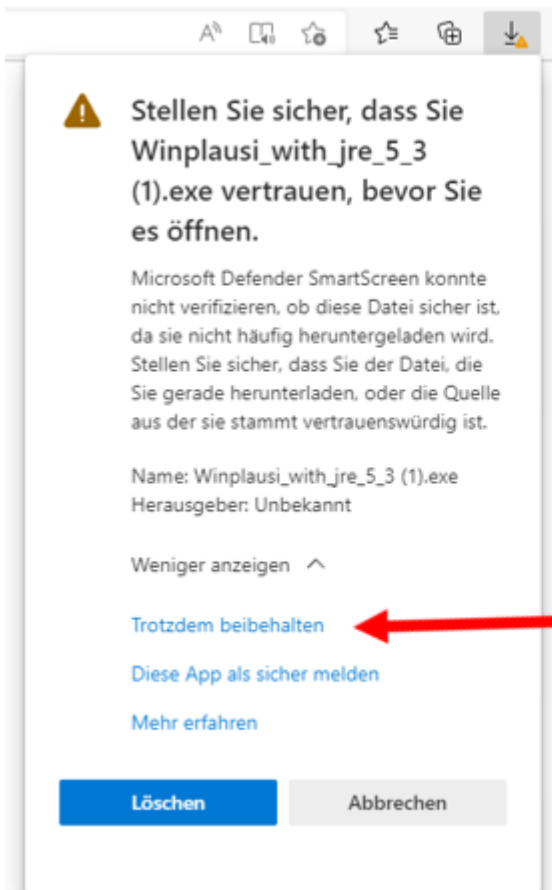 Stellen Sie sicher, dass Sie
Winplausi_with_jre_5_3
(1).exe vertrauen, bevor Sie
es öffnen.
Microsoft Defender SmartScreen konnte
nicht verifizieren, ob diese Datei sicher ist,
da sie nicht häufig heruntergeladen wird.
Stellen Sie sicher, dass Sie der Datei, die
Sie gerade herunterladen, oder die Quelle
aus der sie stammt vertrauenswürdig ist.
Name: Winplausi_with_jre_5_3 (1).exe
Herausgeber: Unbekannt
Weniger anzeigen
Trotzdem beibehalten
Diese App als sicher melden
Mehr erfahren
Löschen Abbrechen